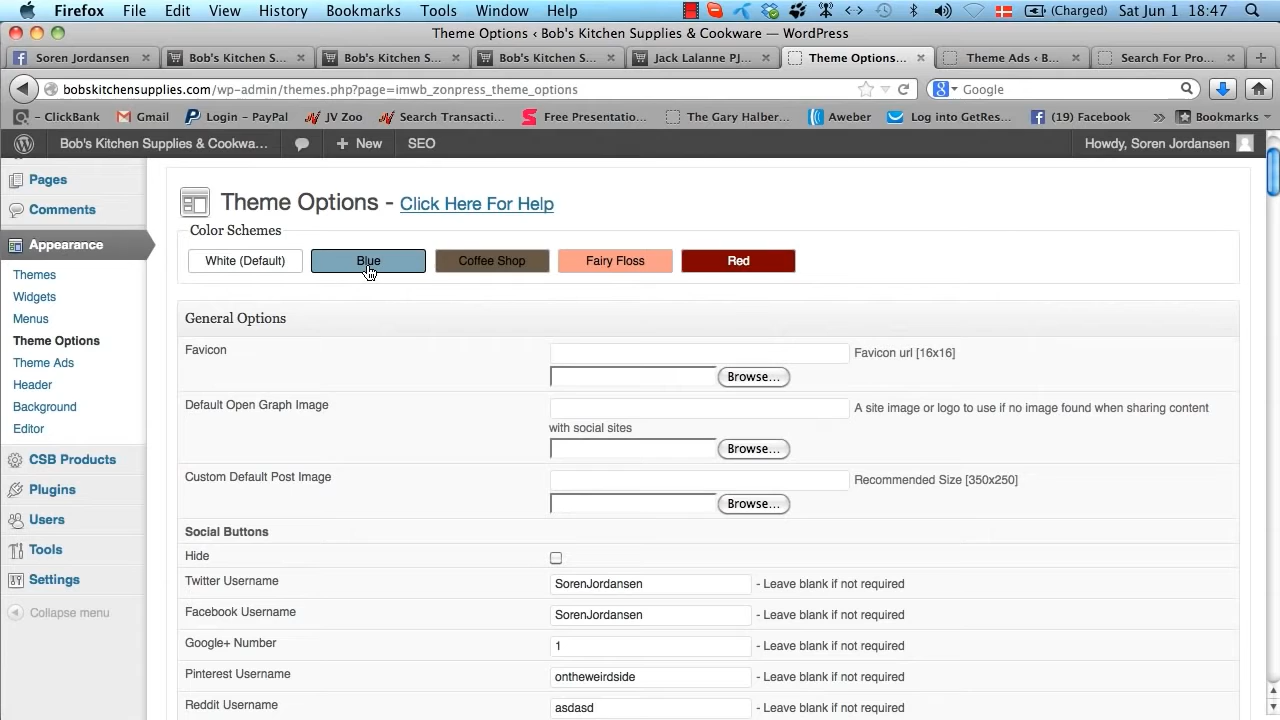 Firefox File Edit View History Bookmarks Tools Window Help (Charged) Sat Jun 1 18:47
Theme Options ‹ Bob's Kitchen Supplies & Cookware — WordPress
Soren Jordansen × Bob's Kitchen S... × Bob's Kitchen S... × Bob's Kitchen S... × Jack Lalanne PJ... × Theme Options... × Theme Ads ‹ B... × Search For Pro... × +
bobskitchensupplies.com/wp-admin/themes.php?page=imwb_zonpress_theme_options Google
- ClickBank Gmail Login - PayPal JV Zoo Search Transacti... Free Presentatio... The Gary Halber... Aweber Log into GetRes... (19) Facebook » Bookmarks
Bob's Kitchen Supplies & Cookwa... + New SEO Howdy, Soren Jordansen
Pages
Comments
Appearance
Themes
Widgets
Menus
Theme Options
Theme Ads
Header
Background
Editor
CSB Products
Plugins
Users
Tools
Settings
Collapse menu
Theme Options - Click Here For Help
Color Schemes
White (Default) Blue Coffee Shop Fairy Floss Red
General Options
Favicon Favicon url [16x16]
Browse...
Default Open Graph Image A site image or logo to use if no image found when sharing content
with social sites
Browse...
Custom Default Post Image Recommended Size [350x250]
Browse...
Social Buttons
Hide
Twitter Username SorenJordansen - Leave blank if not required
Facebook Username SorenJordansen - Leave blank if not required
Google+ Number 1 - Leave blank if not required
Pinterest Username ontheweirdside - Leave blank if not required
Reddit Username asdasd - Leave blank if not required